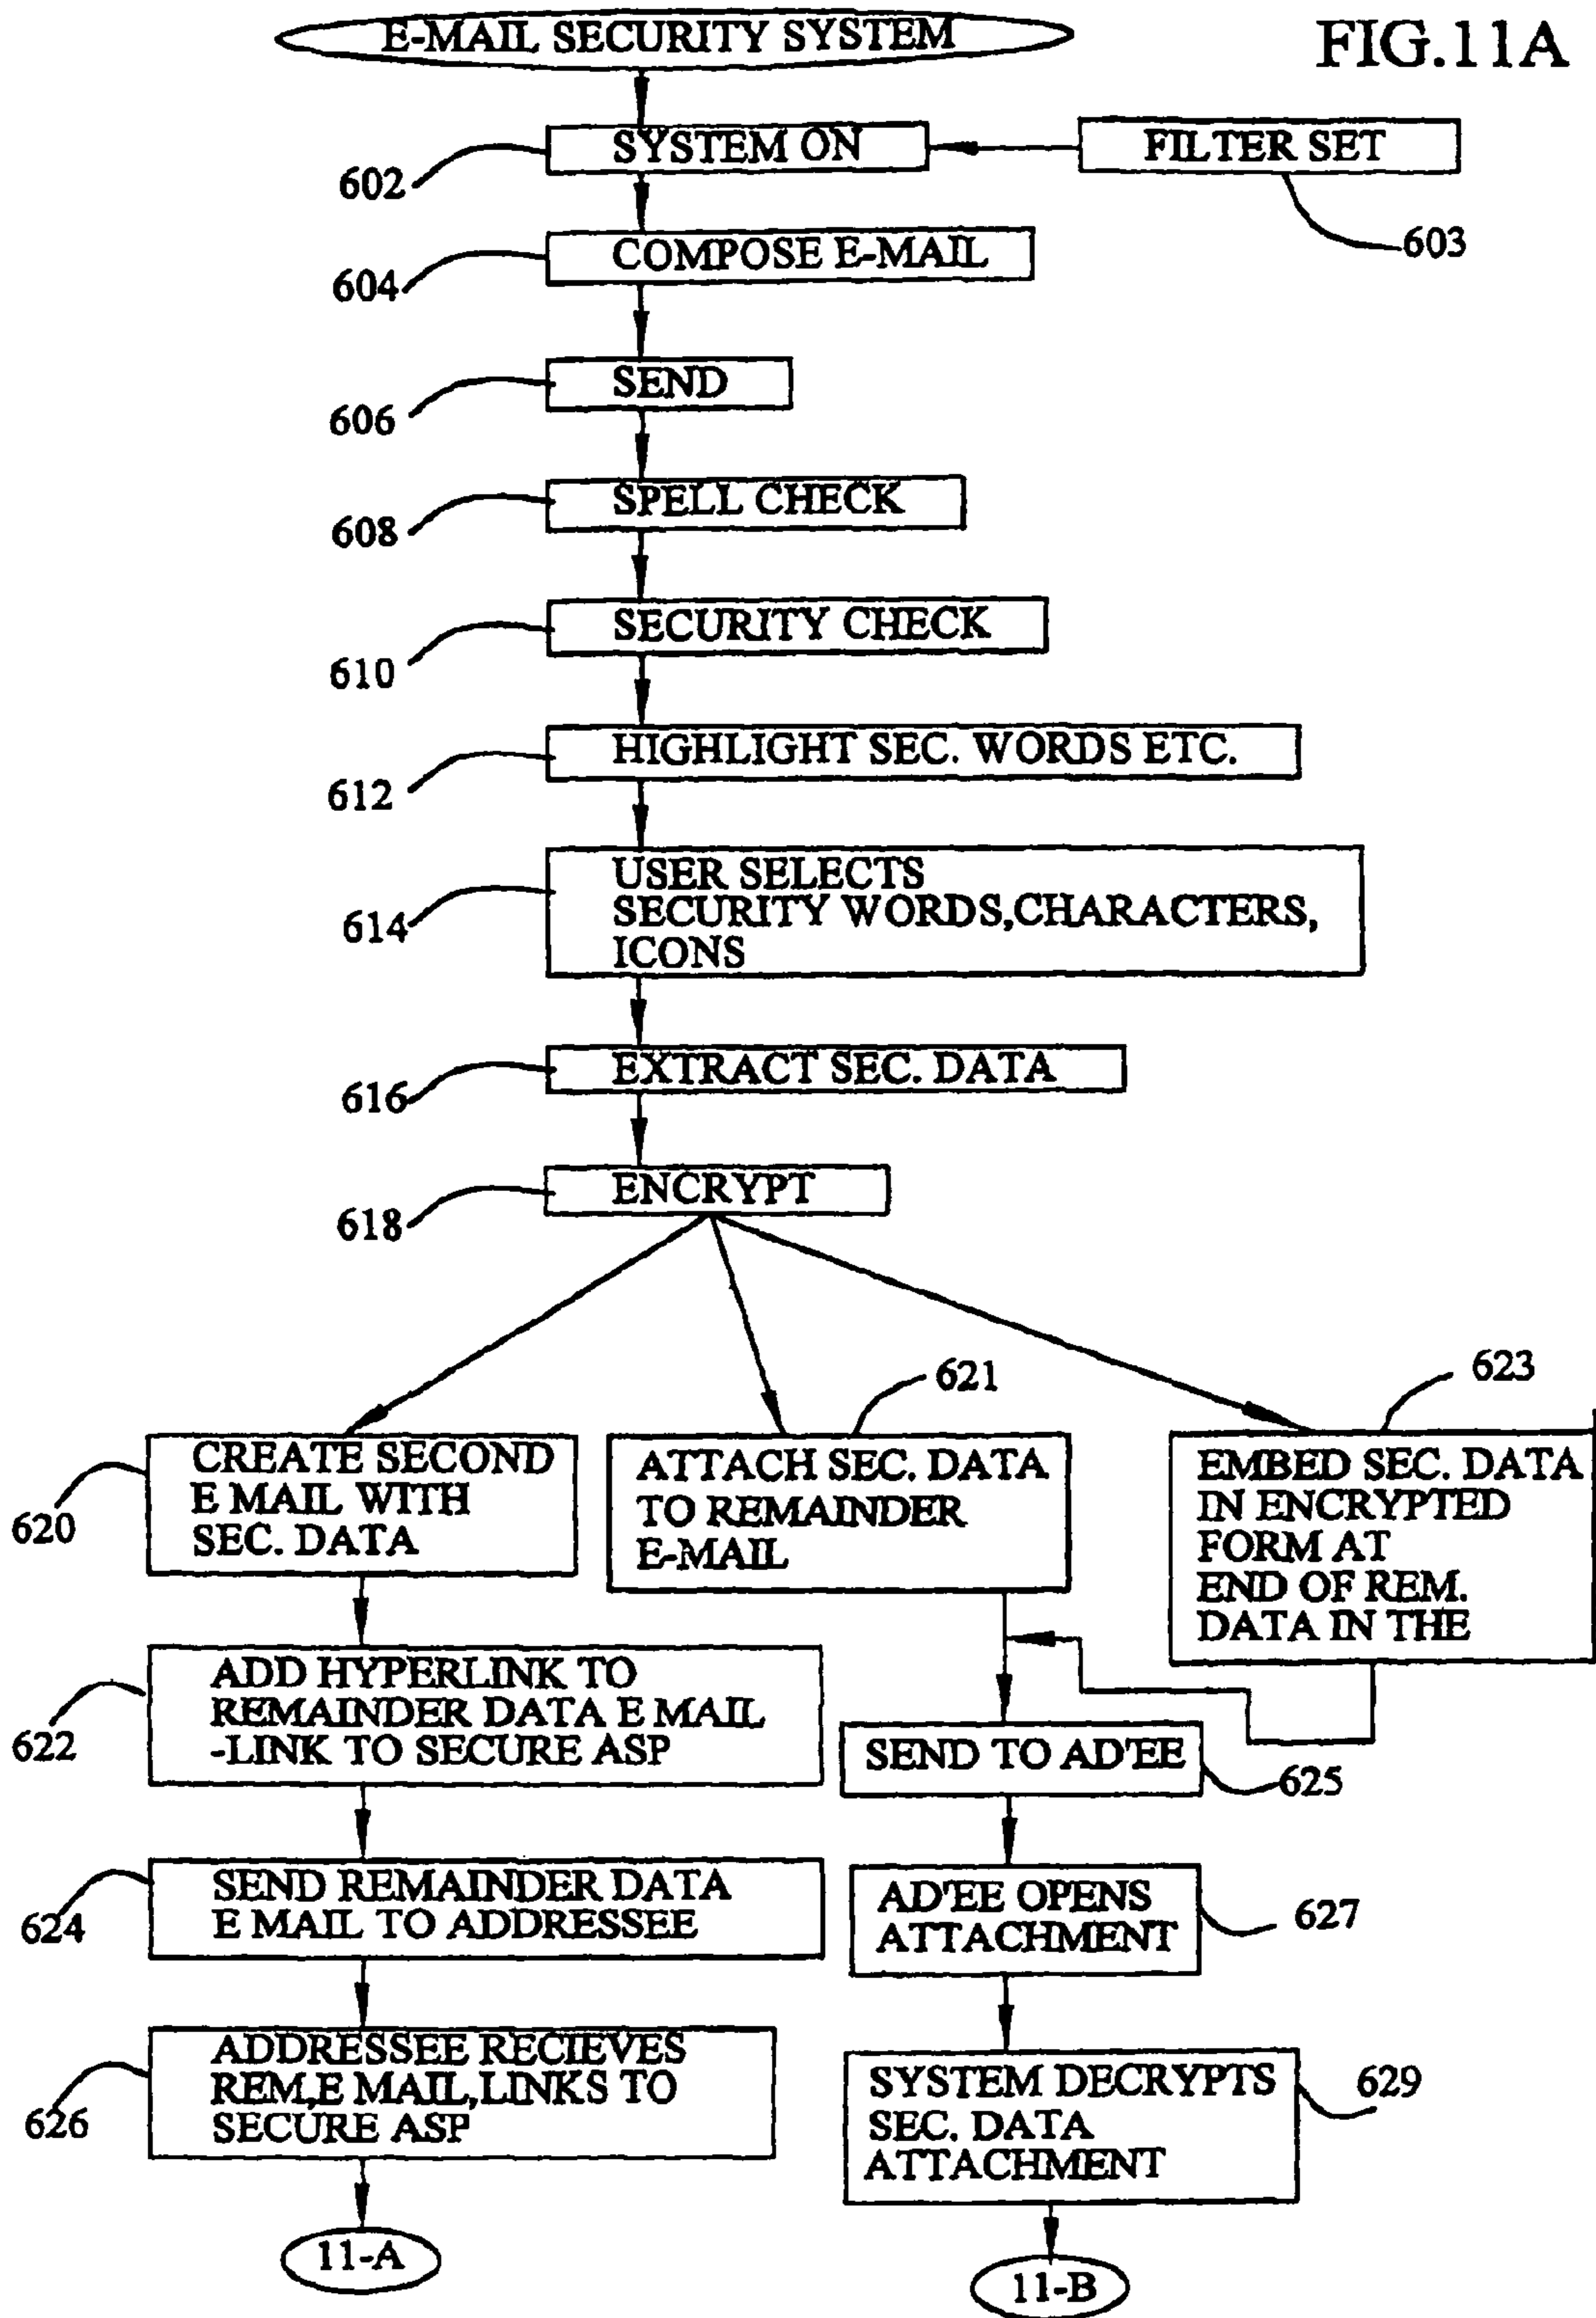 E-MAIL SECURITY SYSTEM
FIG.11A
SYSTEM ON
FILTER SET
602
603
COMPOSE E-MAIL
604
SEND
606
SPELL CHECK
608
SECURITY CHECK
610
HIGHLIGHT SEC. WORDS ETC.
612
USER SELECTS
SECURITY WORDS,CHARACTERS,
ICONS
614
EXTRACT SEC. DATA
616
ENCRYPT
618
620
CREATE SECOND
E MAIL WITH
SEC. DATA
621
ATTACH SEC. DATA
TO REMAINDER
E-MAIL
623
EMBED SEC. DATA
IN ENCRYPTED
FORM AT
END OF REM.
DATA IN THE
622
ADD HYPERLINK TO
REMAINDER DATA E MAIL
-LINK TO SECURE ASP
SEND TO AD'EE
625
624
SEND REMAINDER DATA
E MAIL TO ADDRESSEE
AD'EE OPENS
ATTACHMENT
627
626
ADDRESSEE RECIEVES
REM,E MAIL,LINKS TO
SECURE ASP
SYSTEM DECRYPTS
SEC. DATA
ATTACHMENT
629
11-A
11-B